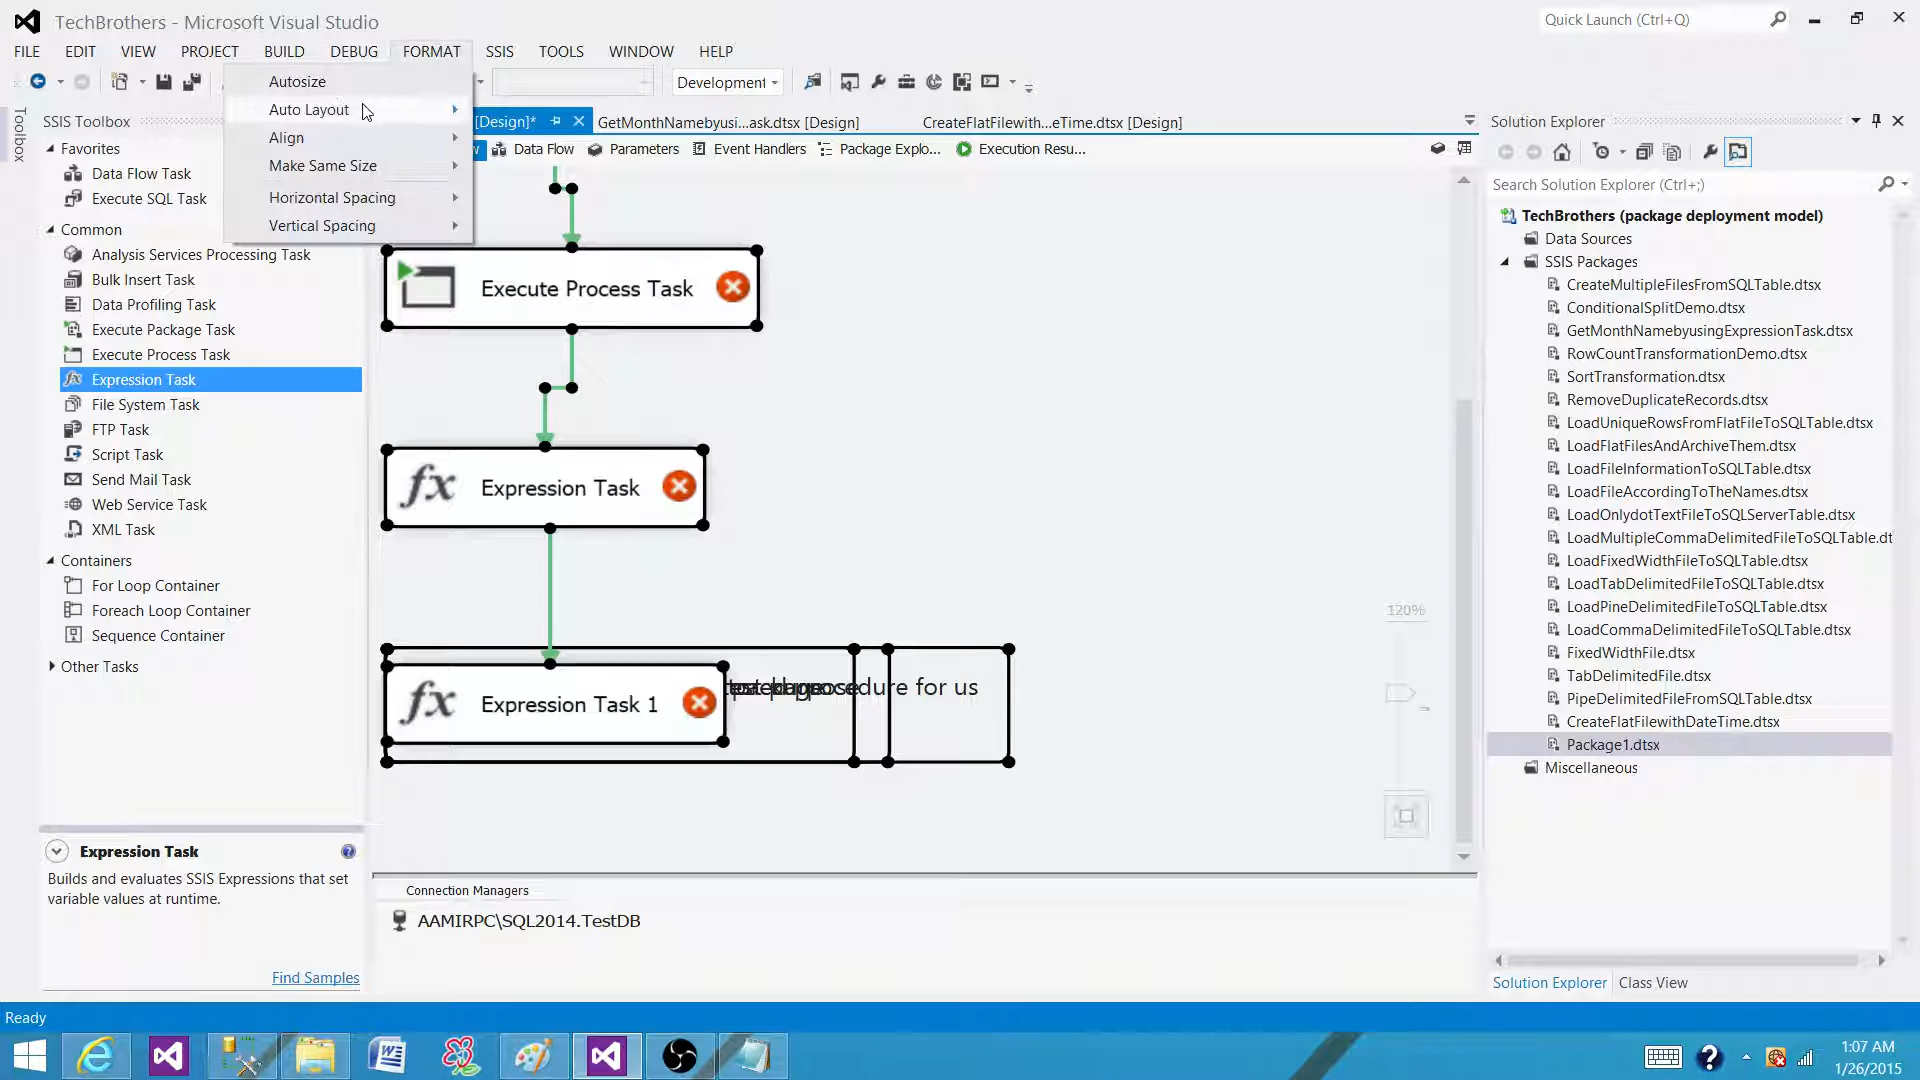 TechBrothers - Microsoft Visual Studio
Quick Launch (Ctrl+Q)
FILE EDIT VIEW PROJECT BUILD DEBUG FORMAT SSIS TOOLS WINDOW HELP
Development
Autosize
Auto Layout
Align
Make Same Size
Horizontal Spacing
Vertical Spacing
Toolbox
SSIS Toolbox
Favorites
Data Flow Task
Execute SQL Task
Common
Analysis Services Processing Task
Bulk Insert Task
Data Profiling Task
Execute Package Task
Execute Process Task
Expression Task
File System Task
FTP Task
Script Task
Send Mail Task
Web Service Task
XML Task
Containers
For Loop Container
Foreach Loop Container
Sequence Container
Other Tasks
Expression Task
Builds and evaluates SSIS Expressions that set
variable values at runtime.
Find Samples
[Design]* GetMonthNamebyusi...ask.dtsx [Design] CreateFlatFilewith...eTime.dtsx [Design]
Data Flow Parameters Event Handlers Package Explo... Execution Resu...
Execute Process Task
fx Expression Task
fx Expression Task 1
procedure for us
120%
Connection Managers
AAMIRPC\SQL2014.TestDB
Solution Explorer
Search Solution Explorer (Ctrl+;)
TechBrothers (package deployment model)
Data Sources
SSIS Packages
CreateMultipleFilesFromSQLTable.dtsx
ConditionalSplitDemo.dtsx
GetMonthNamebyusingExpressionTask.dtsx
RowCountTransformationDemo.dtsx
SortTransformation.dtsx
RemoveDuplicateRecords.dtsx
LoadUniqueRowsFromFlatFileToSQLTable.dtsx
LoadFlatFilesAndArchiveThem.dtsx
LoadFileInformationToSQLTable.dtsx
LoadFileAccordingToTheNames.dtsx
LoadOnlydotTextFileToSQLServerTable.dtsx
LoadMultipleCommaDelimitedFileToSQLTable.dt
LoadFixedWidthFileToSQLTable.dtsx
LoadTabDelimitedFileToSQLTable.dtsx
LoadPineDelimitedFileToSQLTable.dtsx
LoadCommaDelimitedFileToSQLTable.dtsx
FixedWidthFile.dtsx
TabDelimitedFile.dtsx
PipeDelimitedFileFromSQLTable.dtsx
CreateFlatFilewithDateTime.dtsx
Package1.dtsx
Miscellaneous
Solution Explorer Class View
Ready
1:07 AM
1/26/2015